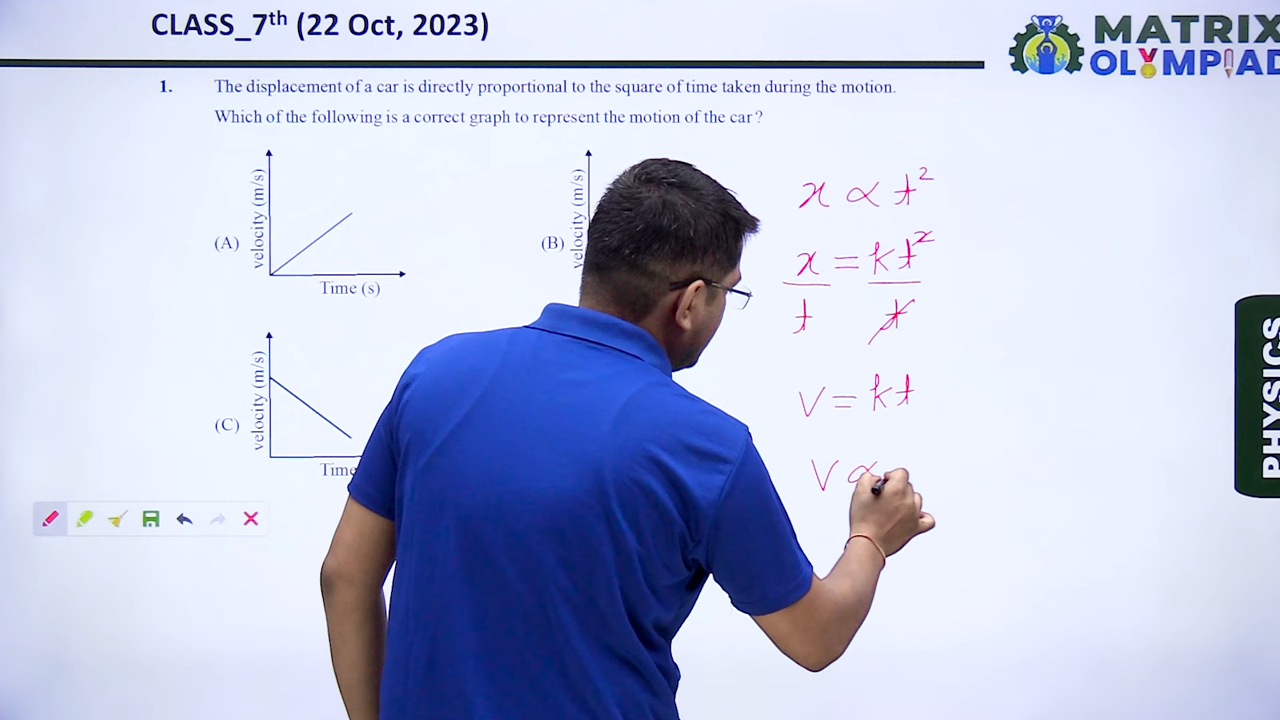 CLASS_7th (22 Oct, 2023)
MATRIX
OLYMPIAD
1. The displacement of a car is directly proportional to the square of time taken during the motion.
Which of the following is a correct graph to represent the motion of the car?
(A)
velocity (m/s)
Time (s)
(B)
velocity (m/s)
(C)
velocity (m/s)
Time
x ∝ t²
x = kt²
t t
v = kt
v ∝
PHYSICS